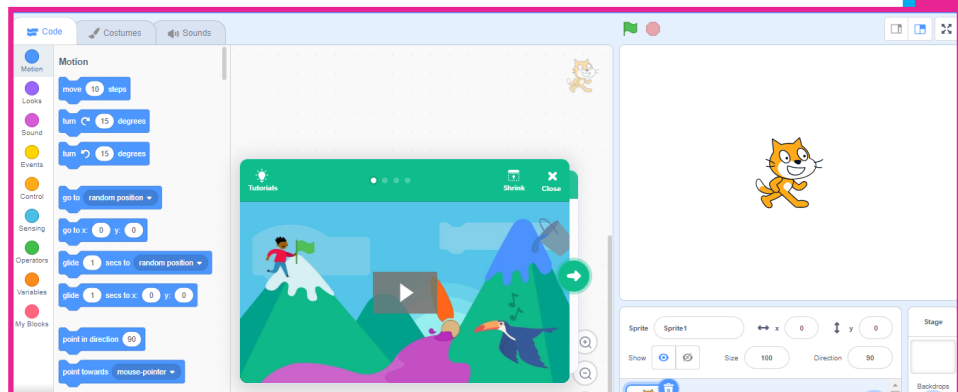 Code Costumes Sounds
Motion
Looks
Sound
Events
Control
Sensing
Operators
Variables
My Blocks
Motion
move 10 steps
turn 15 degrees
turn 15 degrees
go to random position
go to x: 0 y: 0
glide 1 secs to random position
glide 1 secs to x: 0 y: 0
point in direction 90
point towards mouse-pointer
Tutorials Shrink Close
Sprite Sprite1 x 0 y 0
Show Size 100 Direction 90
Stage
Backdrops